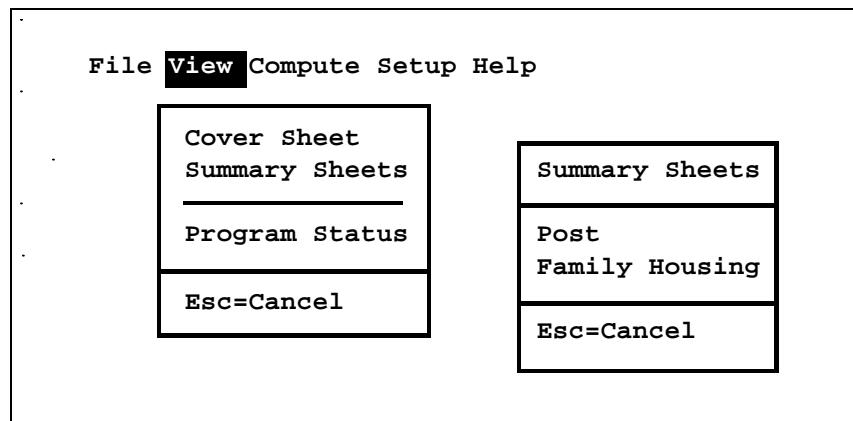 File View Compute Setup Help
Cover Sheet
Summary Sheets
Program Status
Esc=Cancel
Summary Sheets
Post
Family Housing
Esc=Cancel